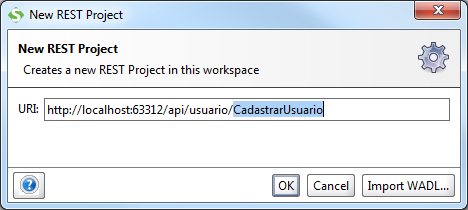 New REST Project
New REST Project
Creates a new REST Project in this workspace
URI: http://localhost:63312/api/usuario/CadastrarUsuario
? OK Cancel Import WADL...